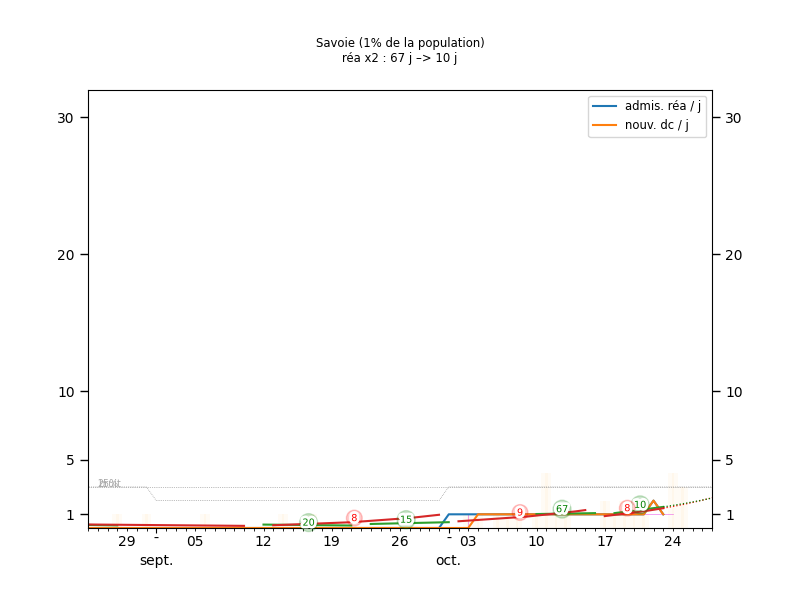 Savoie (1% de la population)
réa x2 : 67 j –> 10 j
admis. réa / j
nouv. dc / j
30 30
20 20
10 10
5 5
1 1
20 8 15 9 67 8 10
29 - 05 12 19 26 - 03 10 17 24
sept. oct.